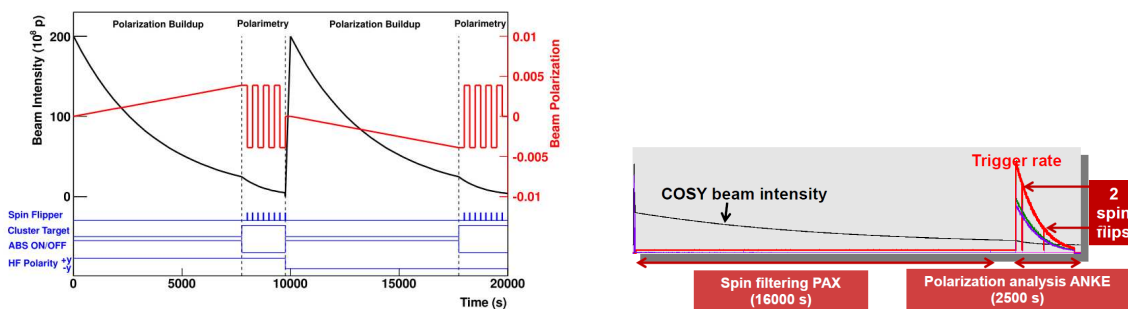 Polarization Buildup
Polarimetry
Polarization Buildup
Polarimetry
Beam Intensity (10⁸ p)
200
100
0
0.01
0.005
0
-0.005
-0.01
Beam Polarization
Spin Flipper
Cluster Target
ABS ON/OFF
HF Polarity +y
-y
0
5000
10000
15000
20000
Time (s)
Trigger rate
COSY beam intensity
2
spin
flips
Spin filtering PAX
(16000 s)
Polarization analysis ANKE
(2500 s)